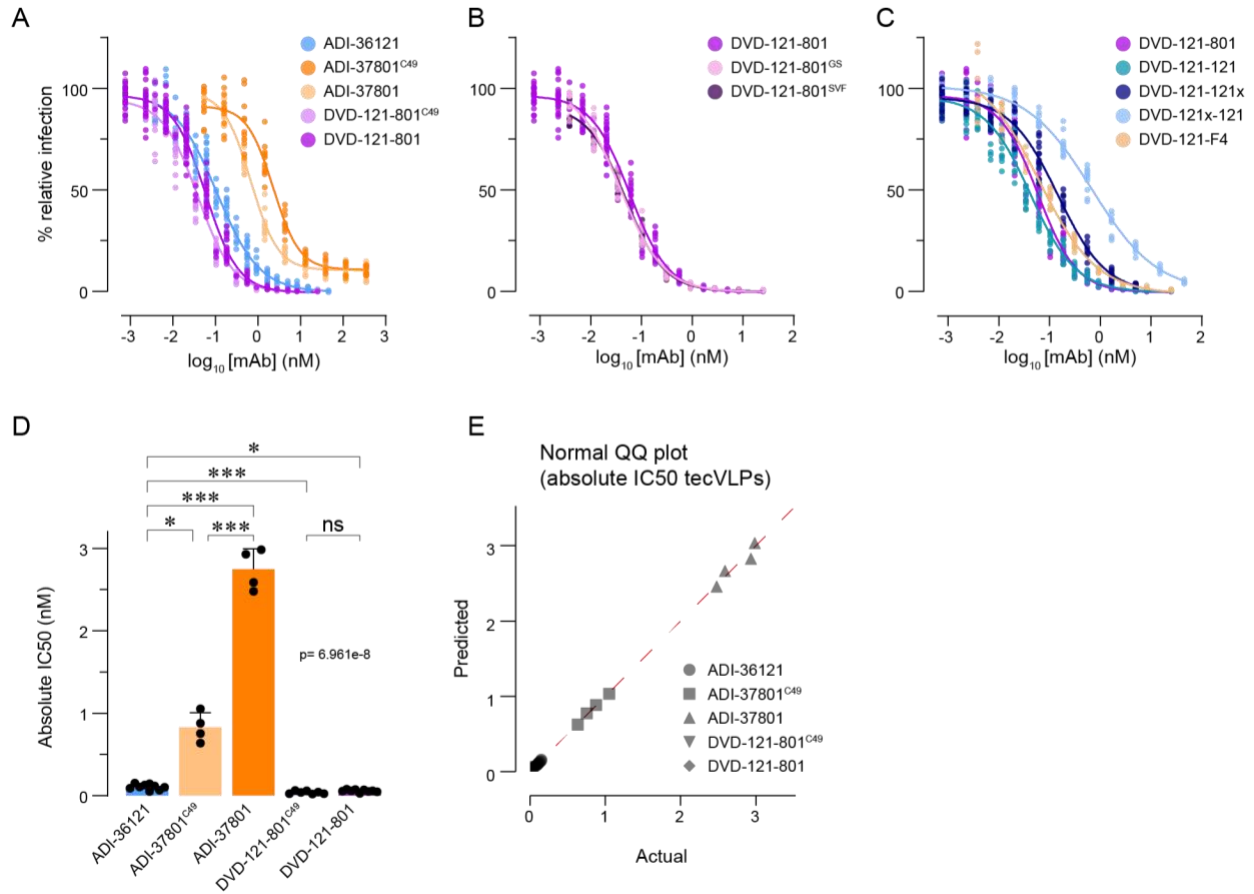 A
ADI-36121
ADI-37801C49
ADI-37801
DVD-121-801C49
DVD-121-801
% relative infection
100
50
0
-3 -2 -1 0 1 2 3
log10 [mAb] (nM)
B
DVD-121-801
DVD-121-801GS
DVD-121-801SVF
-3 -2 -1 0 1 2
log10 [mAb] (nM)
C
DVD-121-801
DVD-121-121
DVD-121-121x
DVD-121x-121
DVD-121-F4
100
50
0
-3 -2 -1 0 1 2
log10 [mAb] (nM)
D
*
***
***
* *** ns
Absolute IC50 (nM)
3
2
1
0
p= 6.961e-8
ADI-36121
ADI-37801C49
ADI-37801
DVD-121-801C49
DVD-121-801
E
Normal QQ plot
(absolute IC50 tecVLPs)
Predicted
3
2
1
0
ADI-36121
ADI-37801C49
ADI-37801
DVD-121-801C49
DVD-121-801
0 1 2 3
Actual